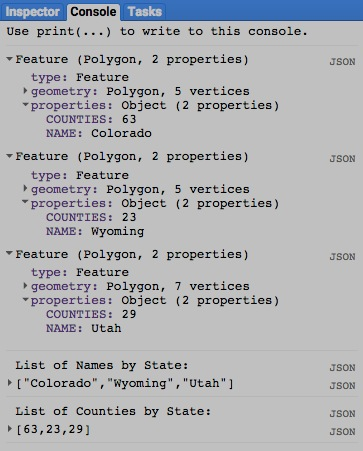 Inspector Console Tasks
Use print(...) to write to this console.
Feature (Polygon, 2 properties) JSON
type: Feature
geometry: Polygon, 5 vertices
properties: Object (2 properties)
COUNTIES: 63
NAME: Colorado
Feature (Polygon, 2 properties) JSON
type: Feature
geometry: Polygon, 5 vertices
properties: Object (2 properties)
COUNTIES: 23
NAME: Wyoming
Feature (Polygon, 2 properties) JSON
type: Feature
geometry: Polygon, 7 vertices
properties: Object (2 properties)
COUNTIES: 29
NAME: Utah
List of Names by State: JSON
["Colorado","Wyoming","Utah"] JSON
List of Counties by State: JSON
[63,23,29] JSON